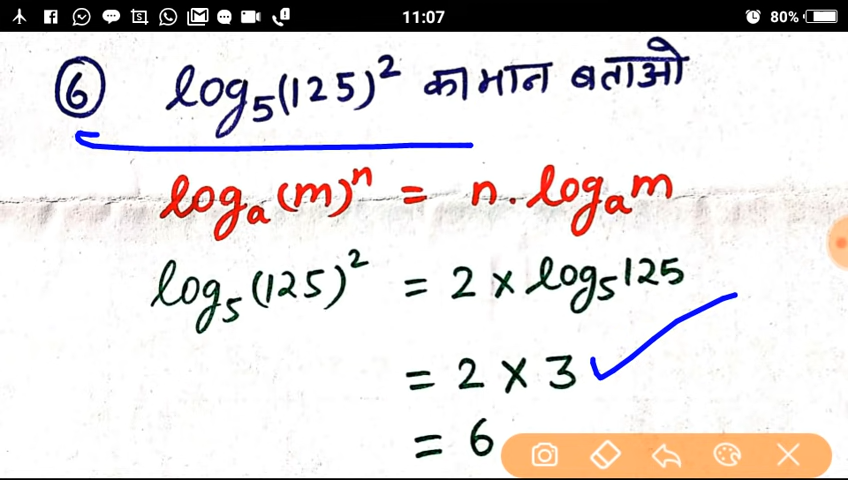 11:07
80%
⑥ log₅(125)² का मान बताओ
logₐ(m)ⁿ = n. logₐm
log₅(125)² = 2 × log₅125
= 2 × 3
= 6